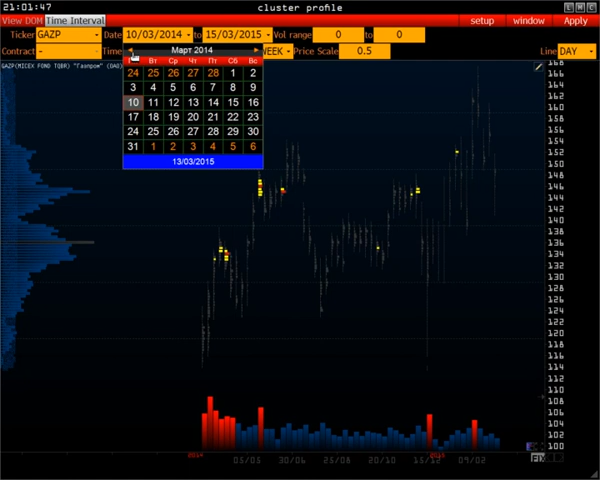 21:01:47 cluster profile L M C
View DOM Time Interval setup window Apply
Ticker GAZP Date 10/03/2014 to 15/03/2015 Vol range 0 to 0
Contract - Time WEEK Price Scale 0.5 Line DAY
Март 2014
Вт Ср Чт Пт Сб Вс
24 25 26 27 28 1 2
3 4 5 6 7 8 9
10 11 12 13 14 15 16
17 18 19 20 21 22 23
24 25 26 27 28 29 30
31 1 2 3 4 5 6
13/03/2015
GAZP(MICEX FOND TQBR) "Газпром" (ОАО)
168
164
162
160
158
154
152
150
148
146
144
142
140
138
136
134
132
130
128
126
124
122
120
118
116
114
112
110
108
106
104
102
100
2014 05/05 30/06 25/08 20/10 15/12 2015 09/02
FIX